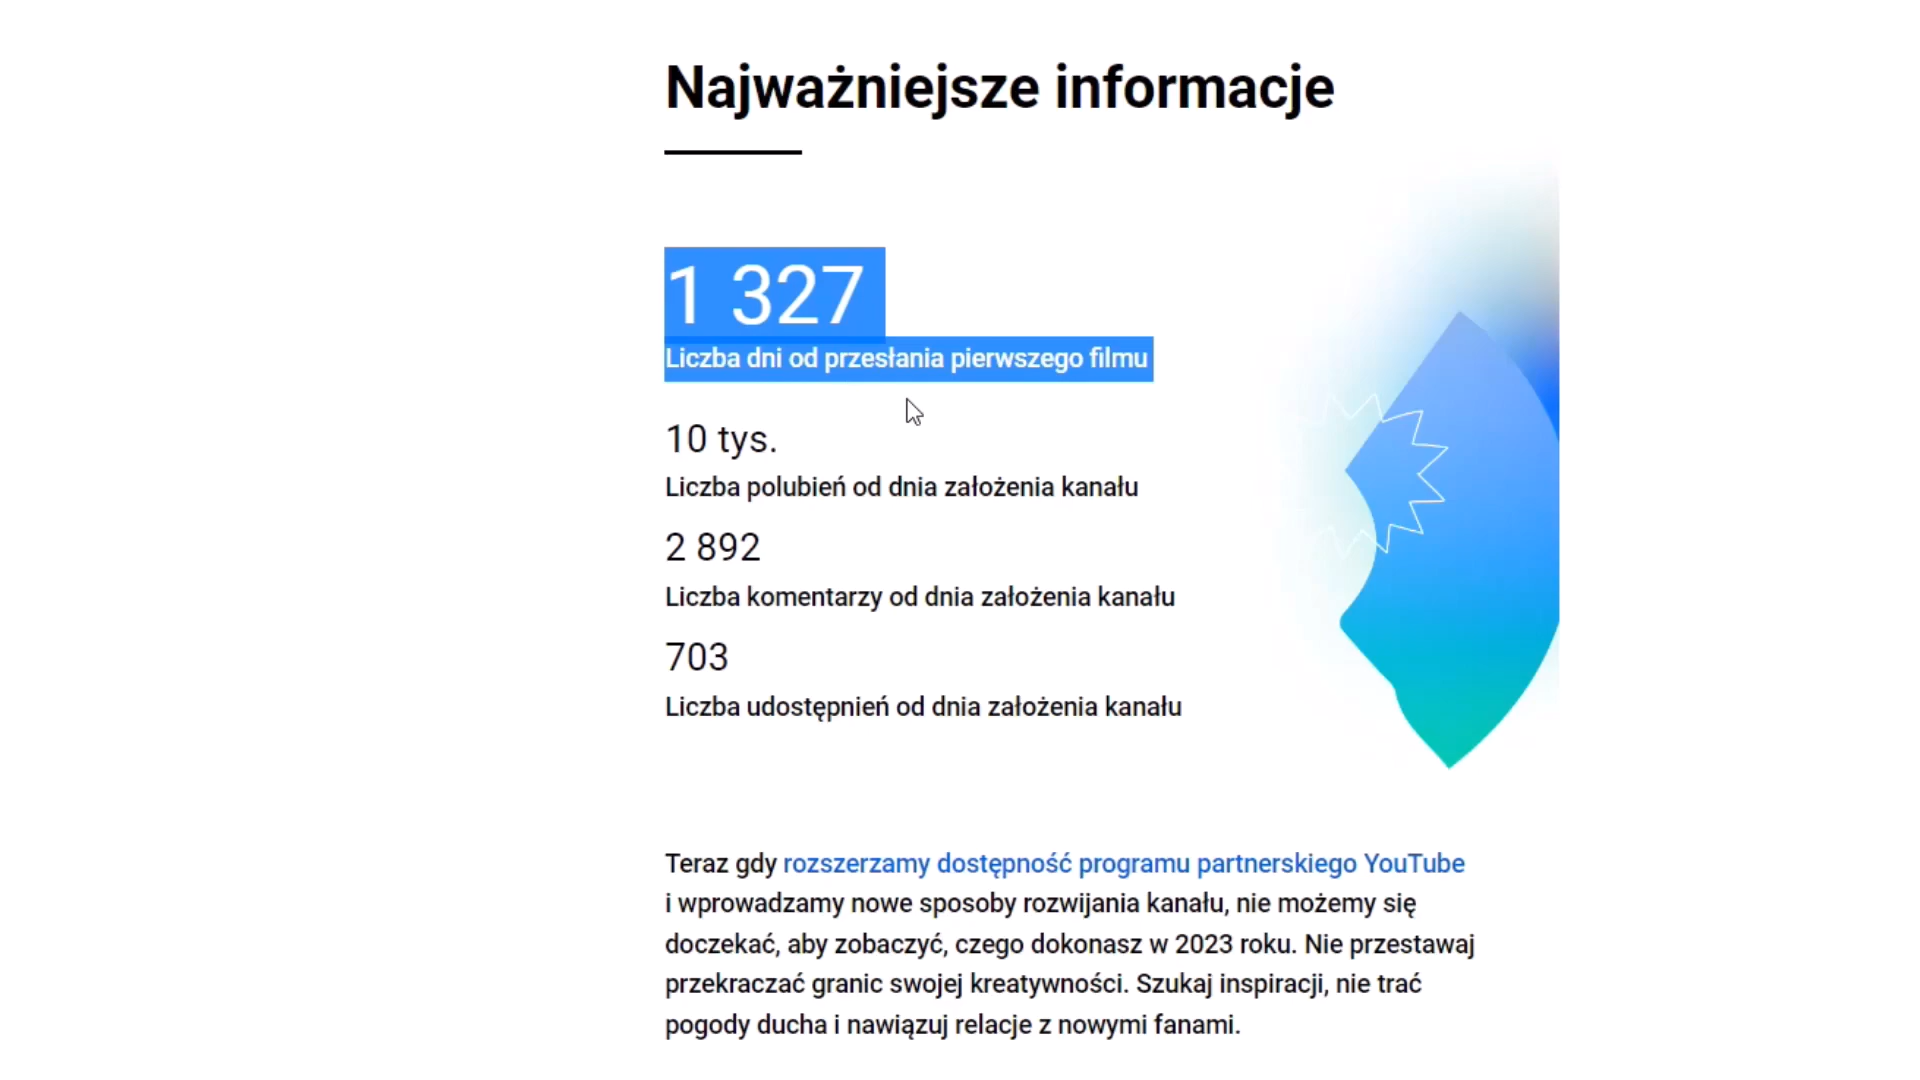 Najważniejsze informacje
1 327
Liczba dni od przesłania pierwszego filmu
10 tys.
Liczba polubień od dnia założenia kanału
2 892
Liczba komentarzy od dnia założenia kanału
703
Liczba udostępnień od dnia założenia kanału
Teraz gdy rozszerzamy dostępność programu partnerskiego YouTube
i wprowadzamy nowe sposoby rozwijania kanału, nie możemy się
doczekać, aby zobaczyć, czego dokonasz w 2023 roku. Nie przestawaj
przekraczać granic swojej kreatywności. Szukaj inspiracji, nie trać
pogody ducha i nawiązuj relacje z nowymi fanami.